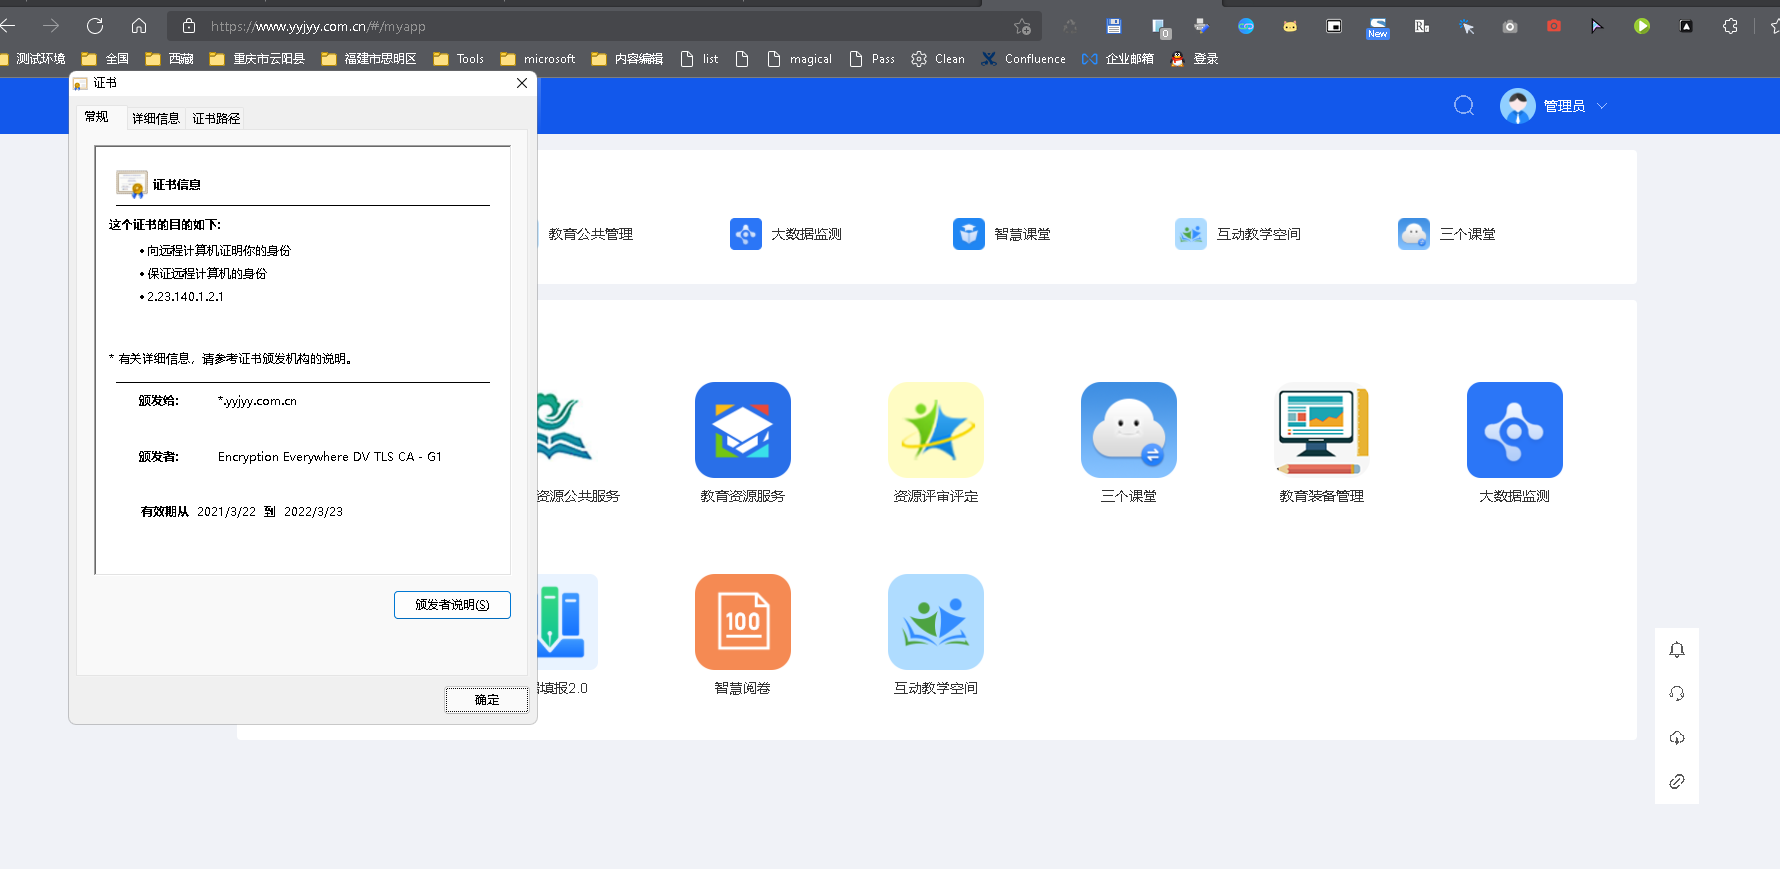 https://www.yyjyy.com.cn/#/myapp
0
New
测试环境 全国 西藏 重庆市云阳县 福建市思明区 Tools microsoft 内容编辑 list magical Pass Clean Confluence 企业邮箱 登录
证书
管理员
常规 详细信息 证书路径
证书信息
这个证书的目的如下:
• 向远程计算机证明你的身份
• 保证远程计算机的身份
• 2.23.140.1.2.1
* 有关详细信息，请参考证书颁发机构的说明。
颁发给: *.yyjyy.com.cn
颁发者: Encryption Everywhere DV TLS CA - G1
有效期从 2021/3/22 到 2022/3/23
颁发者说明(S)
确定
教育公共管理 大数据监测 智慧课堂 互动教学空间 三个课堂
资源公共服务 教育资源服务 资源评审评定 三个课堂 教育装备管理 大数据监测
100
填报2.0 智慧阅卷 互动教学空间